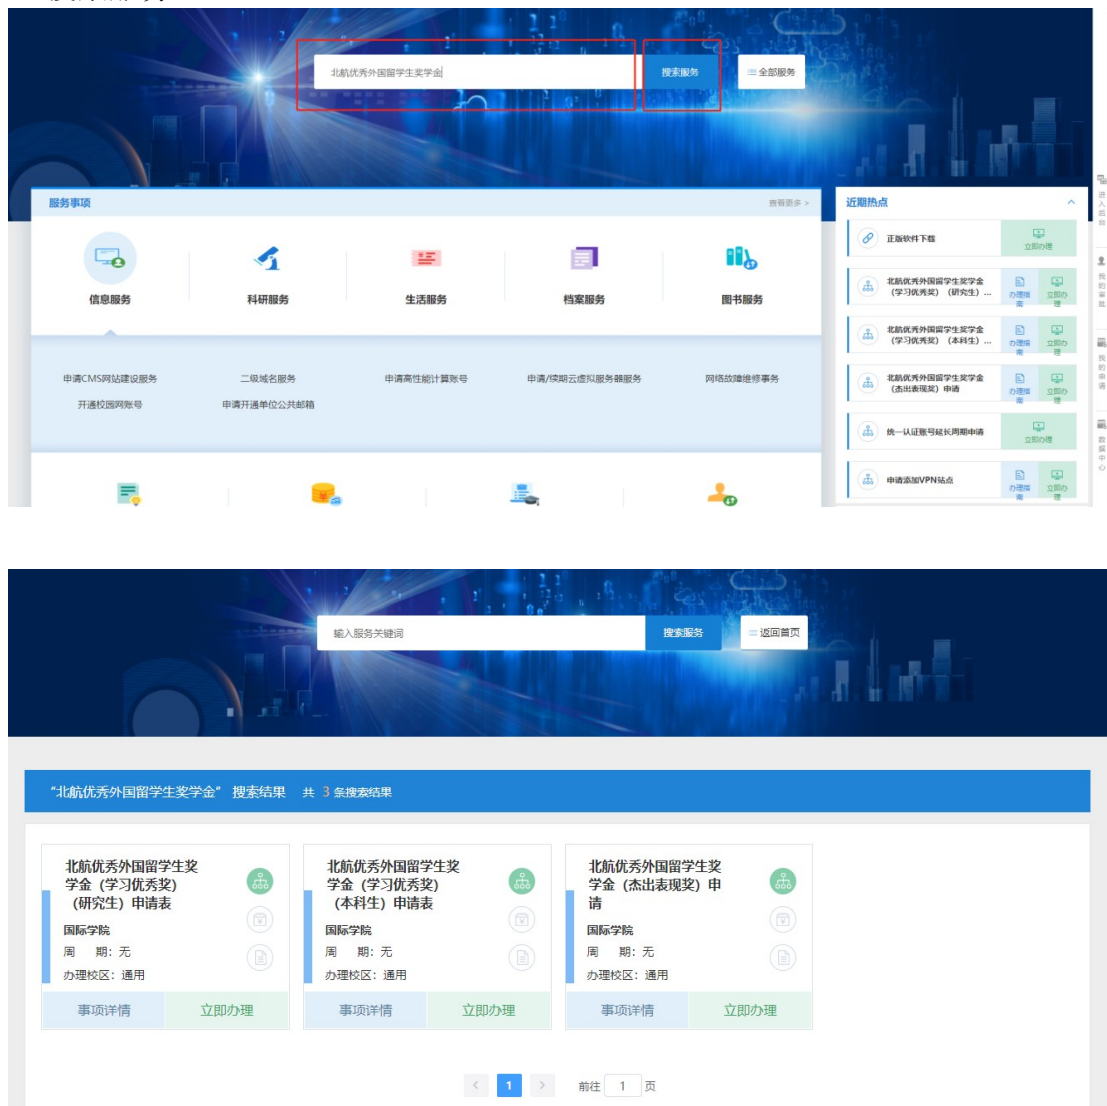 北航优秀外国留学生奖学金
搜索服务
全部服务
服务事项
查看更多 >
信息服务
科研服务
生活服务
档案服务
图书服务
申请CMS网站建设服务
二级域名服务
申请高性能计算账号
申请/续期云虚拟服务器服务
网络故障维修事务
开通校园网账号
申请开通单位公共邮箱
近期热点
正版软件下载
立即办理
北航优秀外国留学生奖学金
（学习优秀奖）（研究生）...
办理指南
立即办理
北航优秀外国留学生奖学金
（学习优秀奖）（本科生）...
办理指南
立即办理
北航优秀外国留学生奖学金
（杰出表现奖）申请
办理指南
立即办理
统一认证账号延长周期申请
立即办理
申请添加VPN站点
办理指南
立即办理
进入后台
我的审批
我的申请
数据中心
输入服务关键词
搜索服务
返回首页
“北航优秀外国留学生奖学金” 搜索结果 共 3 条搜索结果
北航优秀外国留学生奖
学金（学习优秀奖）
（研究生）申请表
国际学院
周 期：无
办理校区：通用
事项详情
立即办理
北航优秀外国留学生奖
学金（学习优秀奖）
（本科生）申请表
国际学院
周 期：无
办理校区：通用
事项详情
立即办理
北航优秀外国留学生奖
学金（杰出表现奖）申
请
国际学院
周 期：无
办理校区：通用
事项详情
立即办理
< 1 > 前往 1 页